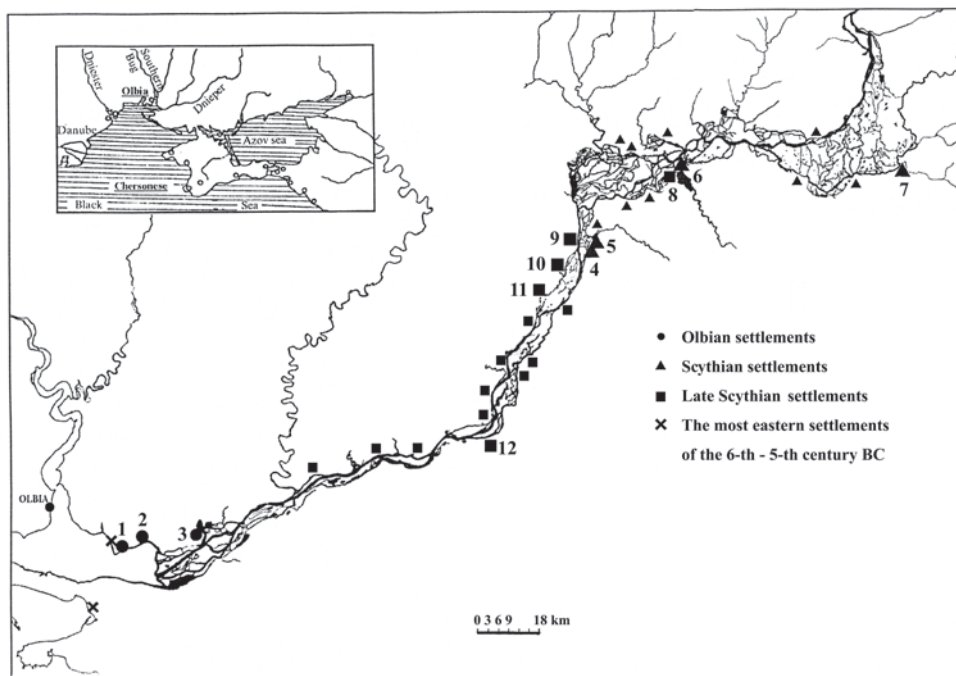 Dniester
Southern
Bug
Olbia
Dnieper
Danube
Azov sea
Chersonese
Black
Sea
6
7
8
9
5
10
4
11
12
OLBIA
1
2
3
Olbian settlements
Scythian settlements
Late Scythian settlements
The most eastern settlements
of the 6-th - 5-th century BC
0 3 6 9 18 km